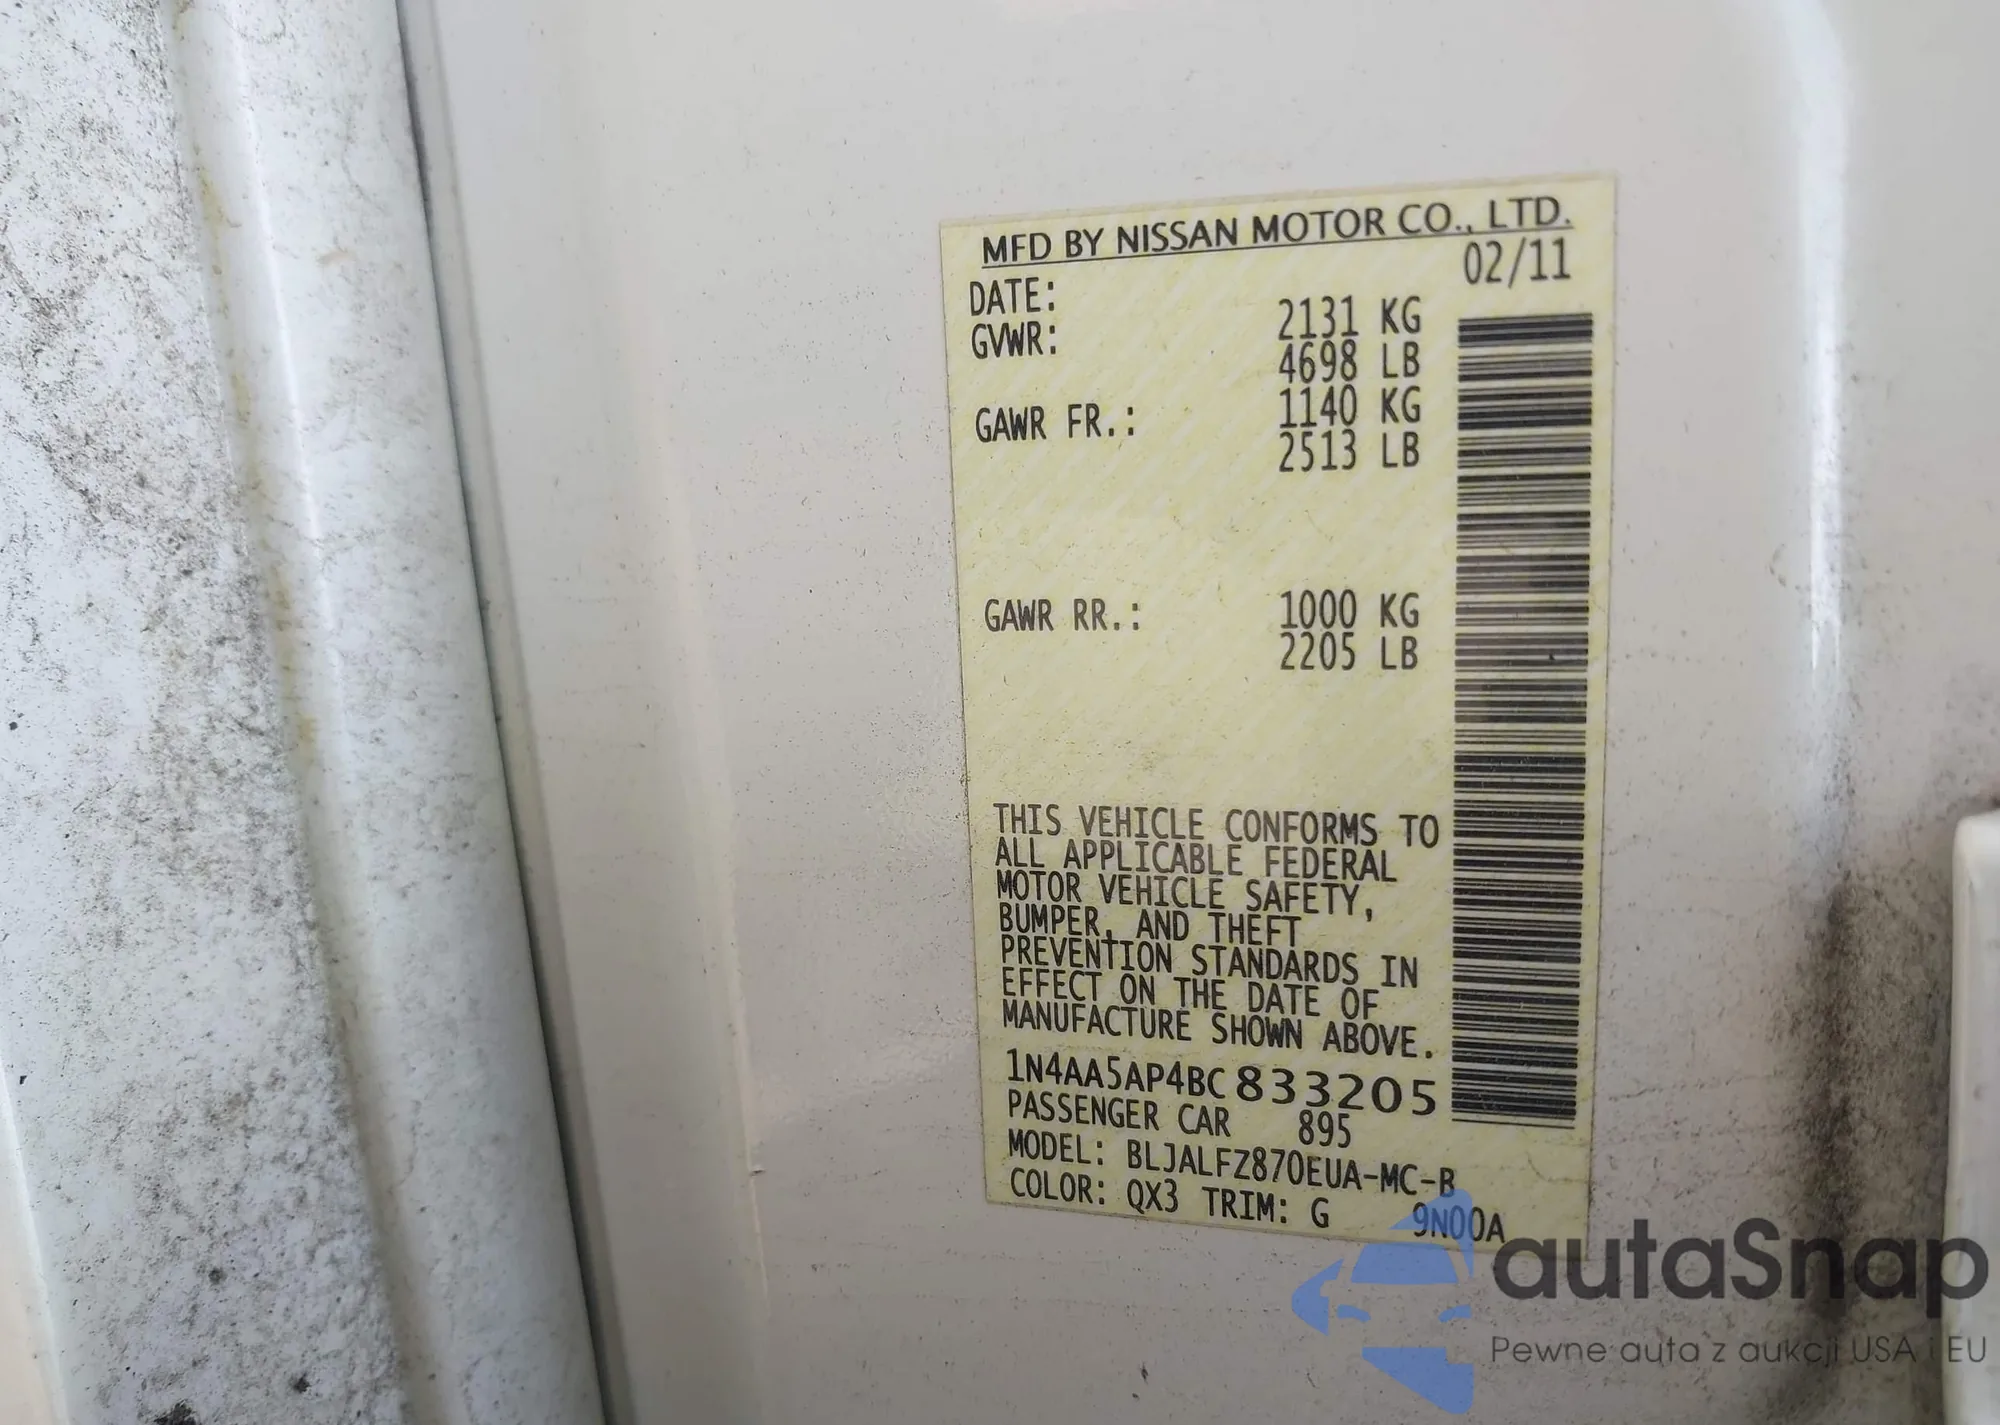 MFD BY NISSAN MOTOR CO., LTD.
DATE: 02/11
GVWR: 2131 KG
4698 LB
GAWR FR.: 1140 KG
2513 LB
GAWR RR.: 1000 KG
2205 LB
THIS VEHICLE CONFORMS TO
ALL APPLICABLE FEDERAL
MOTOR VEHICLE SAFETY,
BUMPER, AND THEFT
PREVENTION STANDARDS IN
EFFECT ON THE DATE OF
MANUFACTURE SHOWN ABOVE.
1N4AA5AP4BC833205
PASSENGER CAR 895
MODEL: BLJALFZ870EUA-MC-B
COLOR: QX3 TRIM: G 9N00A
autaSnap
Pewne auta z aukcji USA i EU